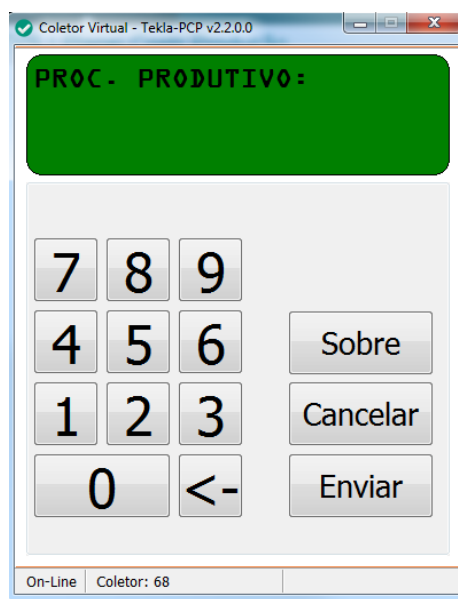 Coletor Virtual - Tekla-PCP v2.2.0.0
PROC. PRODUTIVO:
7 8 9
4 5 6 Sobre
1 2 3 Cancelar
0 <- Enviar
On-Line Coletor: 68